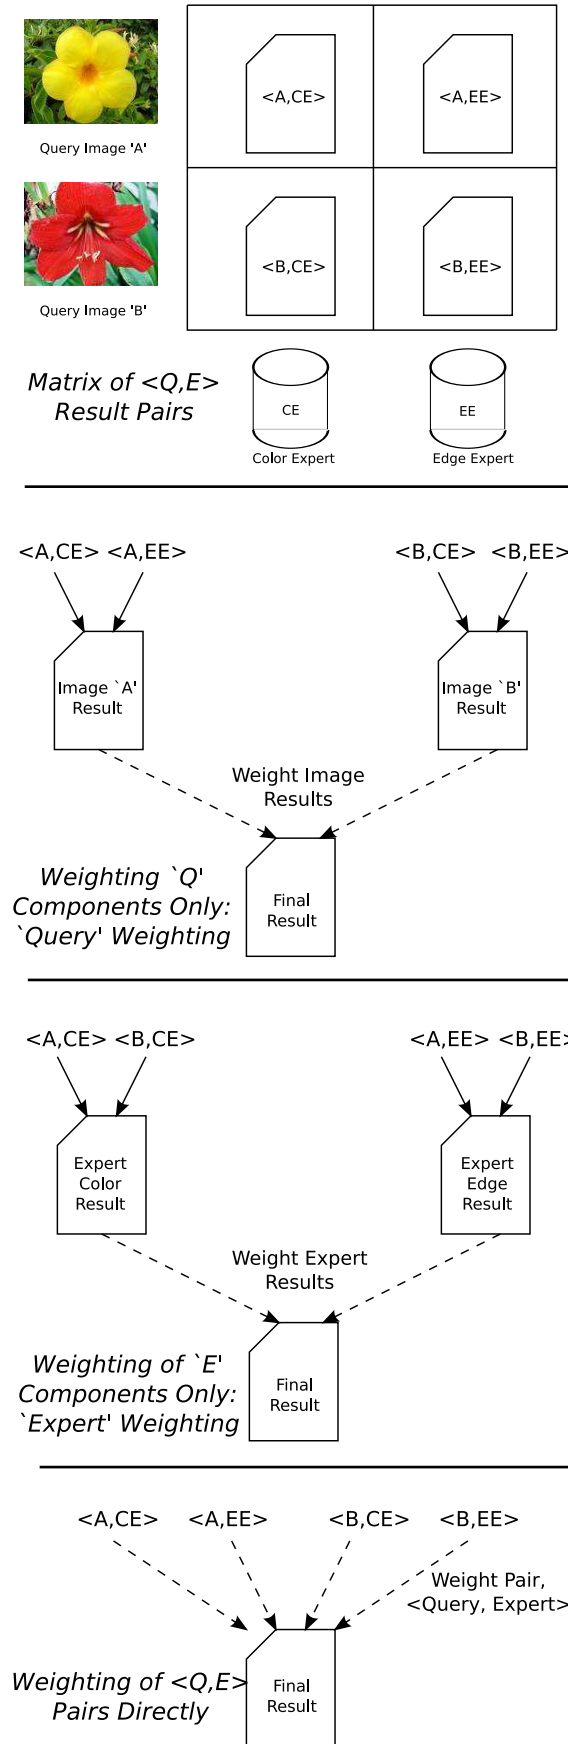 <A,CE>
<A,EE>
Query Image 'A'
<B,CE>
<B,EE>
Query Image 'B'
Matrix of <Q,E>
Result Pairs
CE
EE
Color Expert
Edge Expert
<A,CE> <A,EE>
<B,CE> <B,EE>
Image `A'
Result
Image `B'
Result
Weight Image
Results
Weighting `Q'
Components Only:
`Query' Weighting
Final
Result
<A,CE> <B,CE>
<A,EE> <B,EE>
Expert
Color
Result
Expert
Edge
Result
Weight Expert
Results
Weighting of `E'
Components Only:
`Expert' Weighting
Final
Result
<A,CE>
<A,EE>
<B,CE>
<B,EE>
Weight Pair,
<Query, Expert>
Weighting of <Q,E>
Pairs Directly
Final
Result